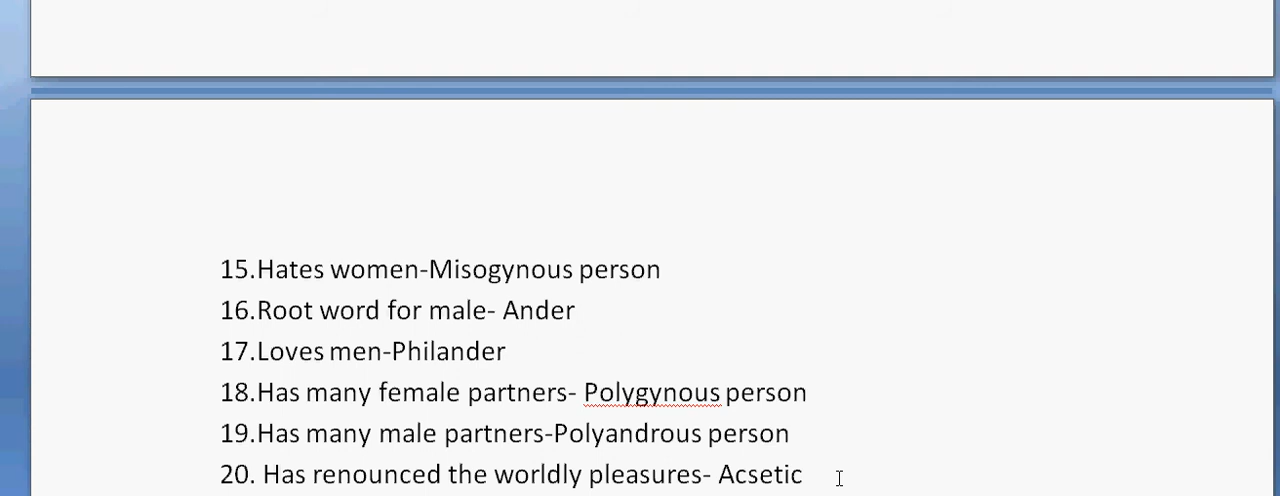 15.Hates women-Misogynous person
16.Root word for male- Ander
17.Loves men-Philander
18.Has many female partners- Polygynous person
19.Has many male partners-Polyandrous person
20. Has renounced the worldly pleasures- Acsetic